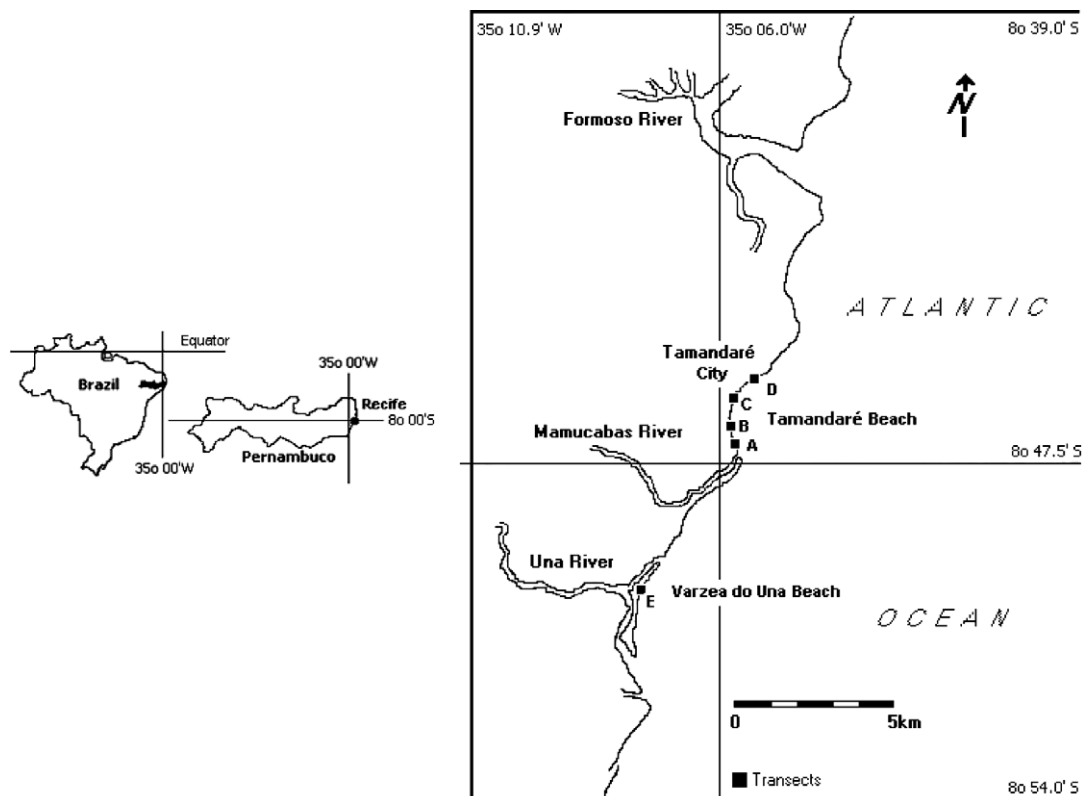 Equator
Brazil
35o 00'W
35o 00'W
Recife
8o 00'S
Pernambuco
35o 10.9' W
35o 06.0'W
8o 39.0' S
N
Formoso River
ATLANTIC
Tamandaré
City
D
C
Tamandaré Beach
B
A
Mamucabas River
8o 47.5' S
Una River
Varzea do Una Beach
E
OCEAN
0 5km
Transects
8o 54.0' S